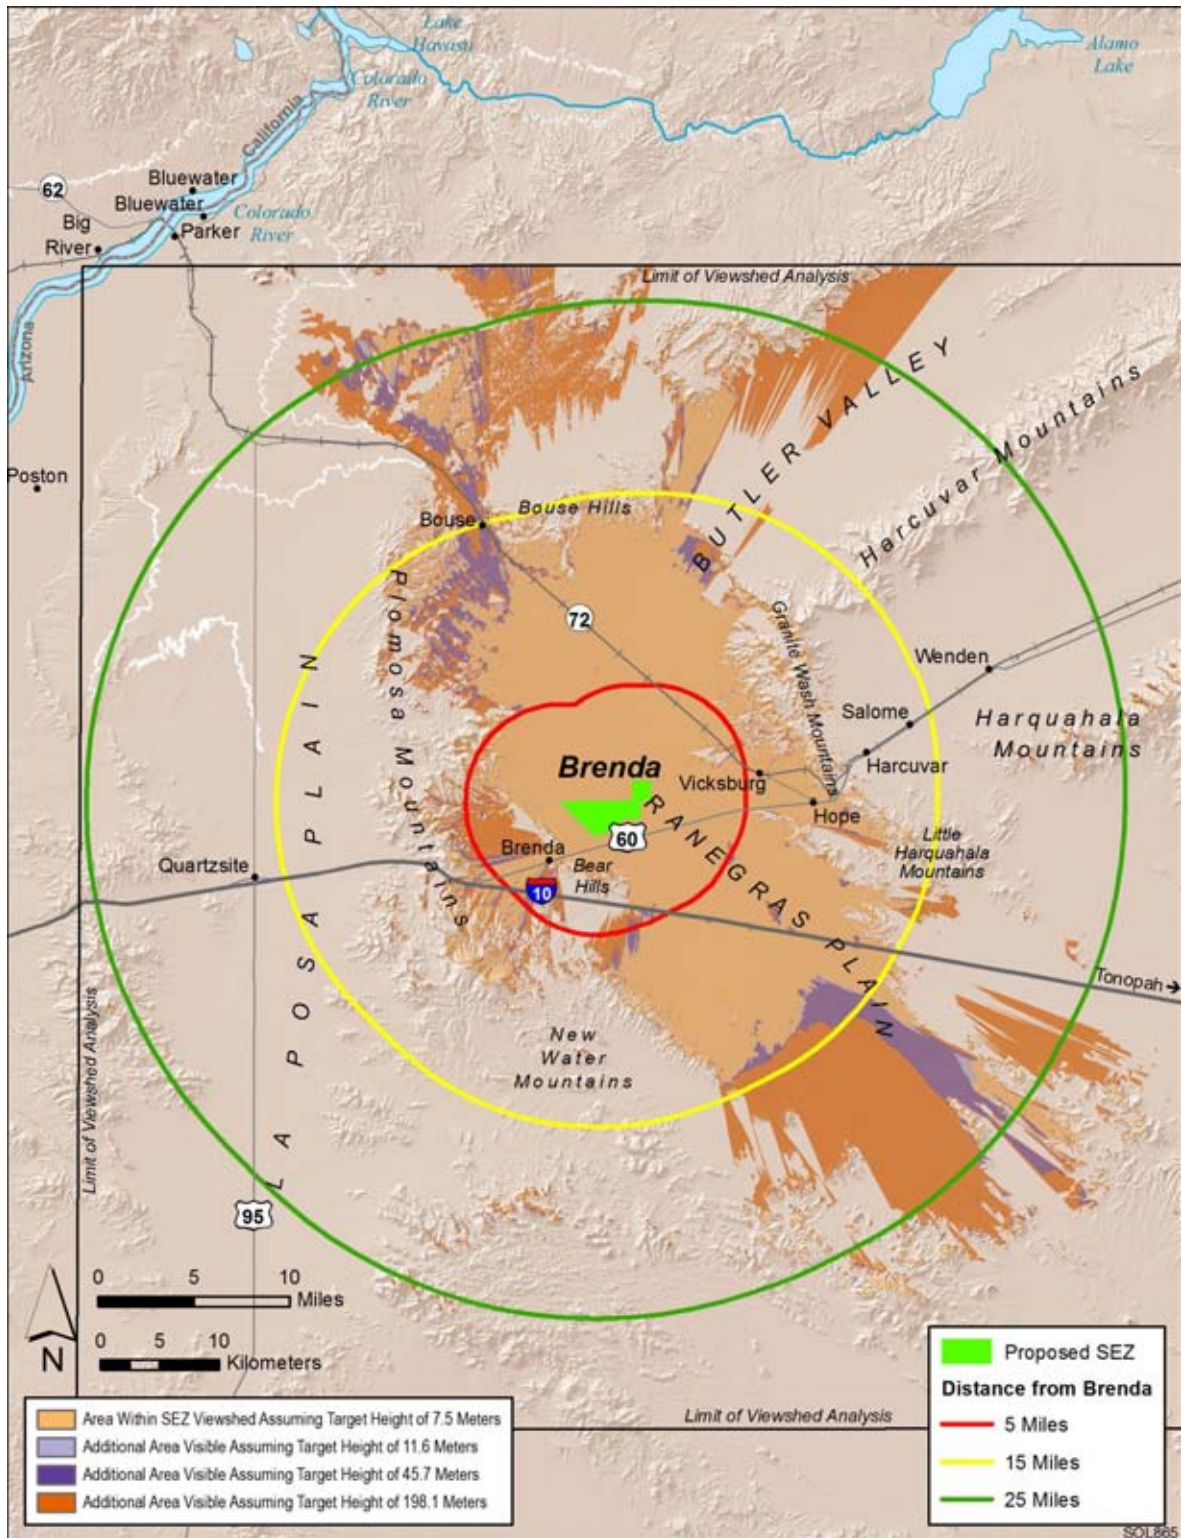 Lake
Havasu
Alamo
Lake
Colorado
River
California
62
Bluewater
Bluewater
Colorado
River
Big
River
Parker
Arizona
Limit of Viewshed Analysis
BUTLER VALLEY
Harcuvar Mountains
Poston
Bouse
Bouse Hills
Plomosa Mountains
72
Granite Wash Mountains
LA POSA PLAIN
Wenden
Salome
Harquahala
Mountains
Harcuvar
Brenda
Vicksburg
Hope
RANEGRAS PLAIN
60
Brenda
Bear
Hills
Little
Harquahala
Mountains
Quartzsite
10
Tonopah
Limit of Viewshed Analysis
New
Water
Mountains
95
0 5 10
Miles
0 5 10
Kilometers
N
Proposed SEZ
Distance from Brenda
5 Miles
15 Miles
25 Miles
Limit of Viewshed Analysis
Area Within SEZ Viewshed Assuming Target Height of 7.5 Meters
Additional Area Visible Assuming Target Height of 11.6 Meters
Additional Area Visible Assuming Target Height of 45.7 Meters
Additional Area Visible Assuming Target Height of 198.1 Meters
SOL865